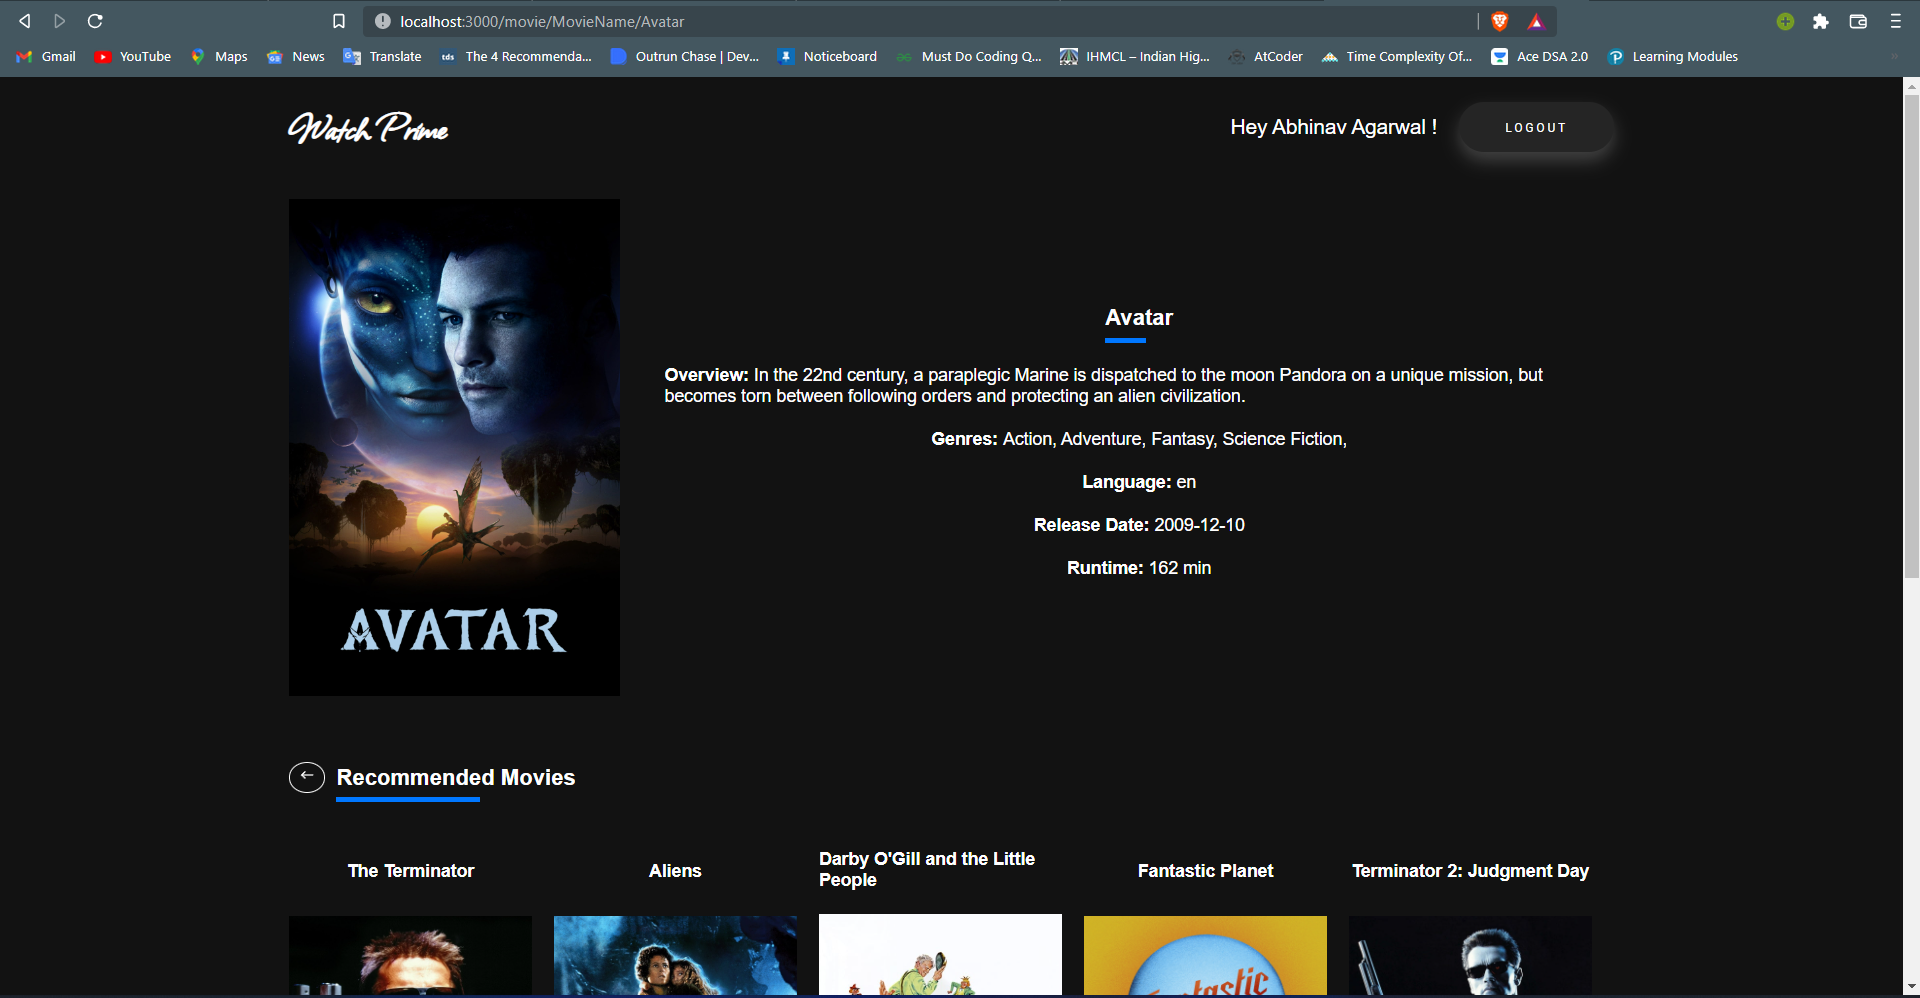 localhost:3000/movie/MovieName/Avatar
Gmail YouTube Maps News Translate tds The 4 Recommenda... Outrun Chase | Dev... Noticeboard Must Do Coding Q... IHMCL – Indian Hig... AtCoder Time Complexity Of... Ace DSA 2.0 Learning Modules
Watch Prime
Hey Abhinav Agarwal !
LOGOUT
AVATAR
Avatar
Overview: In the 22nd century, a paraplegic Marine is dispatched to the moon Pandora on a unique mission, but
becomes torn between following orders and protecting an alien civilization.
Genres: Action, Adventure, Fantasy, Science Fiction,
Language: en
Release Date: 2009-12-10
Runtime: 162 min
Recommended Movies
The Terminator
Aliens
Darby O'Gill and the Little
People
Fantastic Planet
Terminator 2: Judgment Day